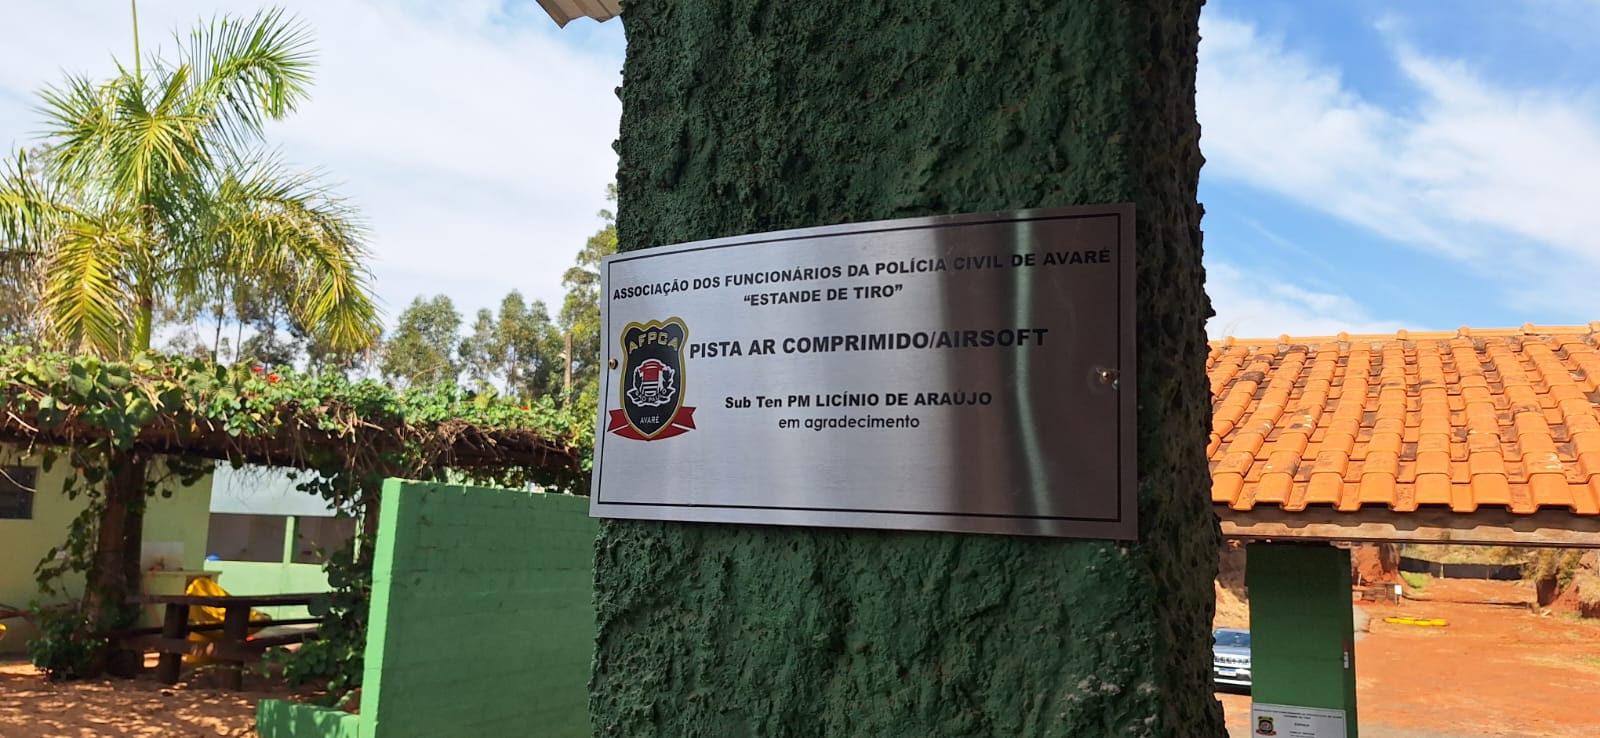 ASSOCIAÇÃO DOS FUNCIONÁRIOS DA POLÍCIA CIVIL DE AVARÉ
“ESTANDE DE TIRO”
AFPCA
AVARÉ
PISTA AR COMPRIMIDO/AIRSOFT
Sub Ten PM LICÍNIO DE ARAÚJO
em agradecimento